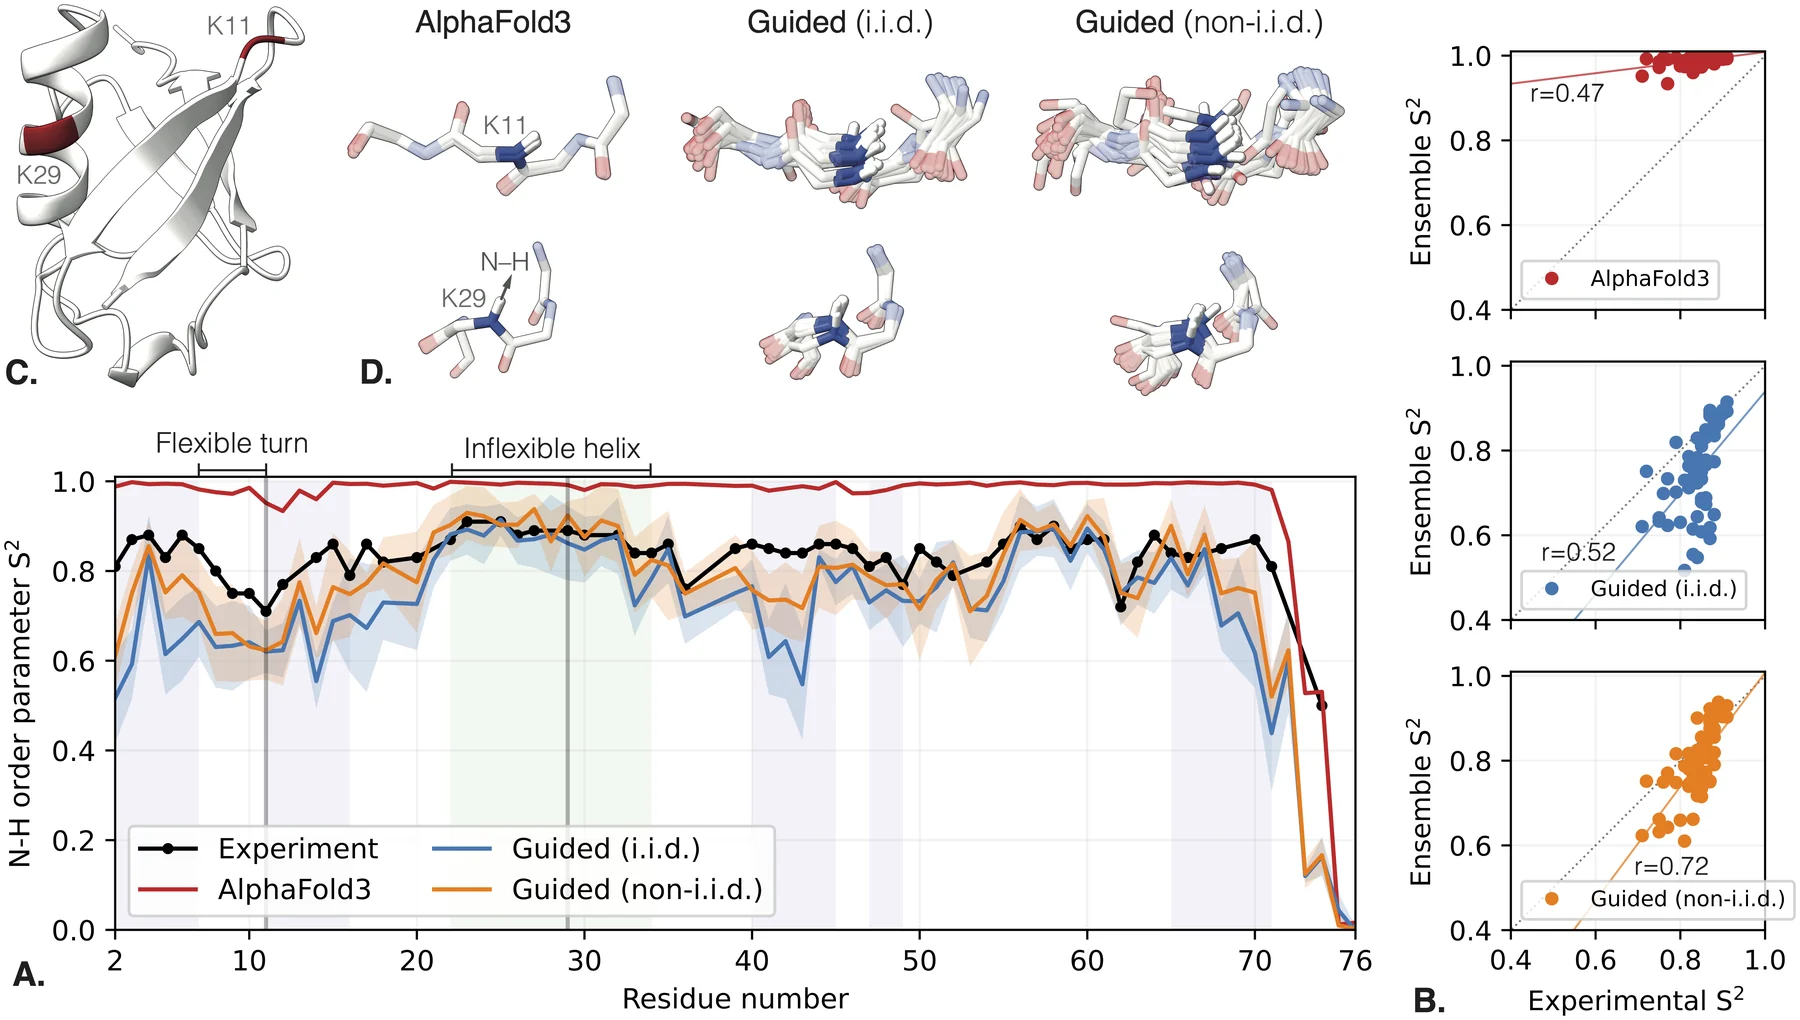 K11
K29
C.
AlphaFold3
Guided (i.i.d.)
Guided (non-i.i.d.)
K11
N–H
K29
D.
Flexible turn
Inflexible helix
N-H order parameter S²
1.0
0.8
0.6
0.4
0.2
0.0
Experiment
AlphaFold3
Guided (i.i.d.)
Guided (non-i.i.d.)
2
10
20
30
40
50
60
70
76
Residue number
A.
Ensemble S²
1.0
0.8
0.6
0.4
r=0.47
AlphaFold3
Ensemble S²
1.0
0.8
0.6
0.4
r=0.52
Guided (i.i.d.)
Ensemble S²
1.0
0.8
0.6
0.4
r=0.72
Guided (non-i.i.d.)
0.4
0.6
0.8
1.0
Experimental S²
B.